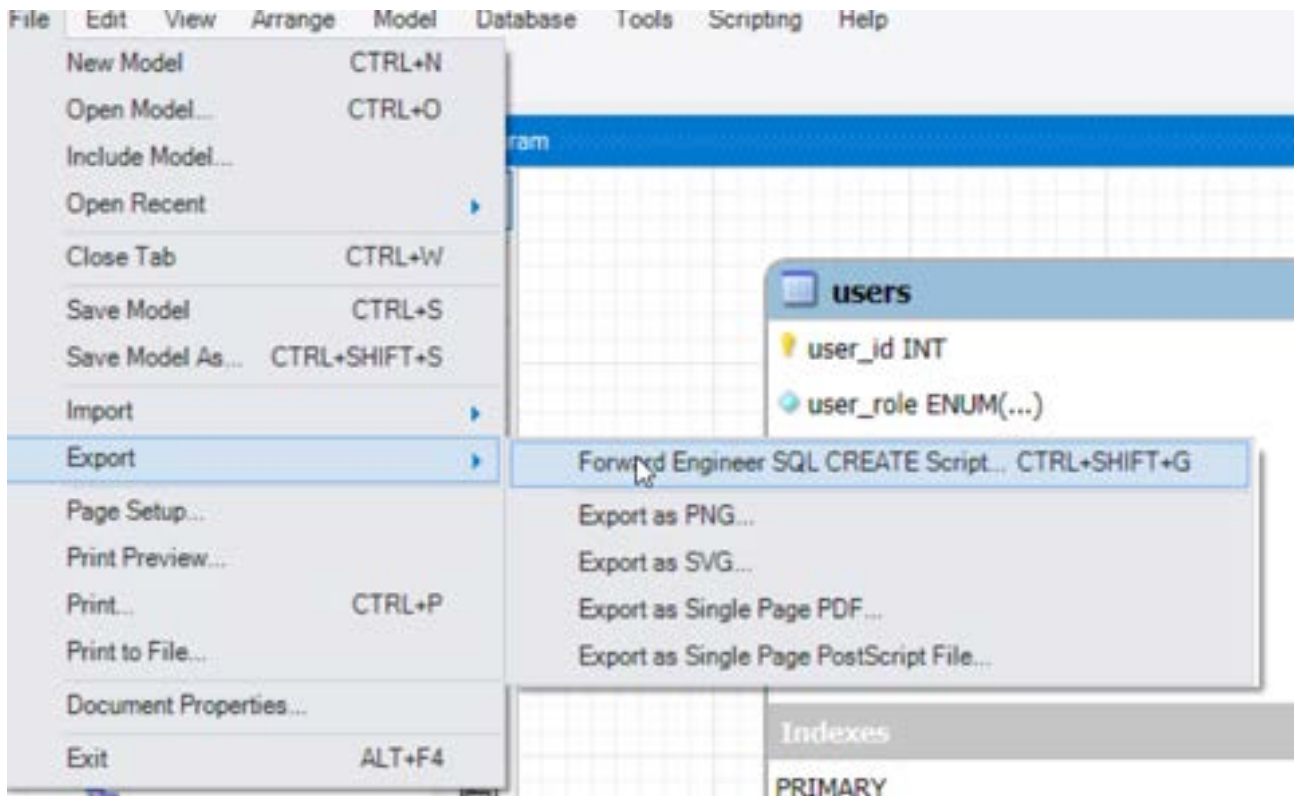 File Edit View Arrange Model Database Tools Scripting Help
New Model CTRL+N
Open Model... CTRL+O
Include Model...
Open Recent
Close Tab CTRL+W
Save Model CTRL+S
Save Model As... CTRL+SHIFT+S
Import
Export
Page Setup...
Print Preview...
Print... CTRL+P
Print to File...
Document Properties...
Exit ALT+F4
Forward Engineer SQL CREATE Script... CTRL+SHIFT+G
Export as PNG...
Export as SVG...
Export as Single Page PDF...
Export as Single Page PostScript File...
ram
users
user_id INT
user_role ENUM(...)
Indexes
PRIMARY